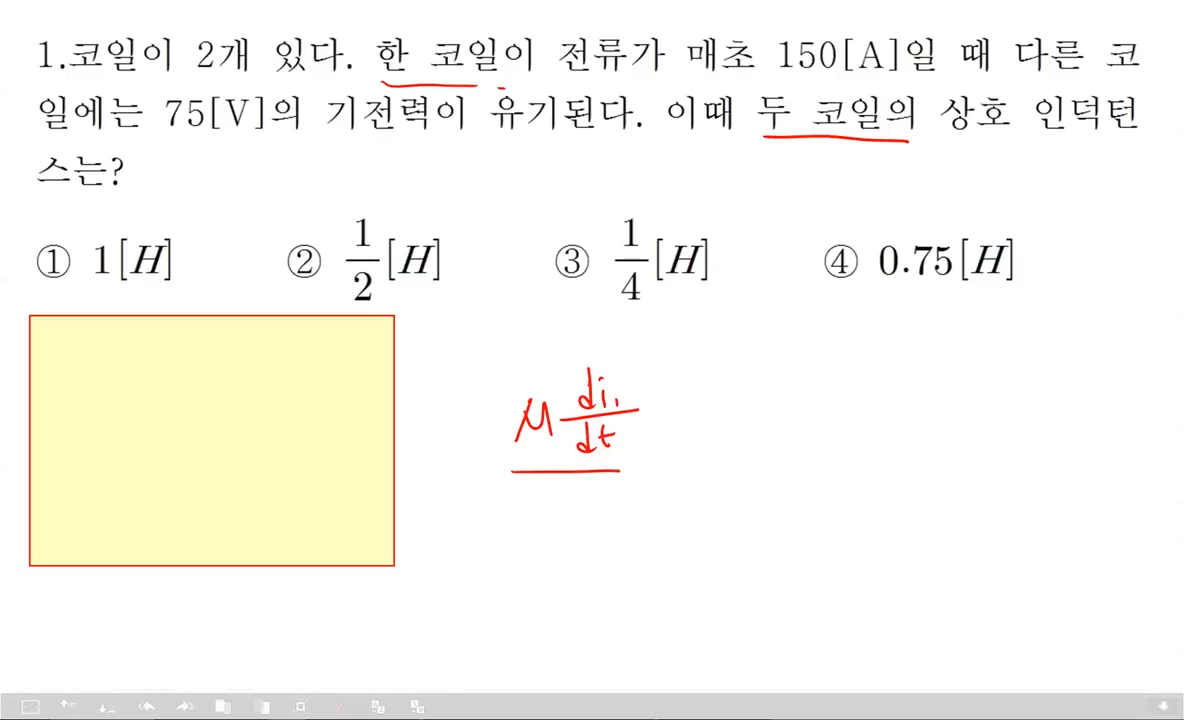 1.코일이 2개 있다. 한 코일이 전류가 매초 150[A]일 때 다른 코
일에는 75[V]의 기전력이 유기된다. 이때 두 코일의 상호 인덕턴
스는?
① 1[H] ② 1/2[H] ③ 1/4[H] ④ 0.75[H]
M di₁/dt